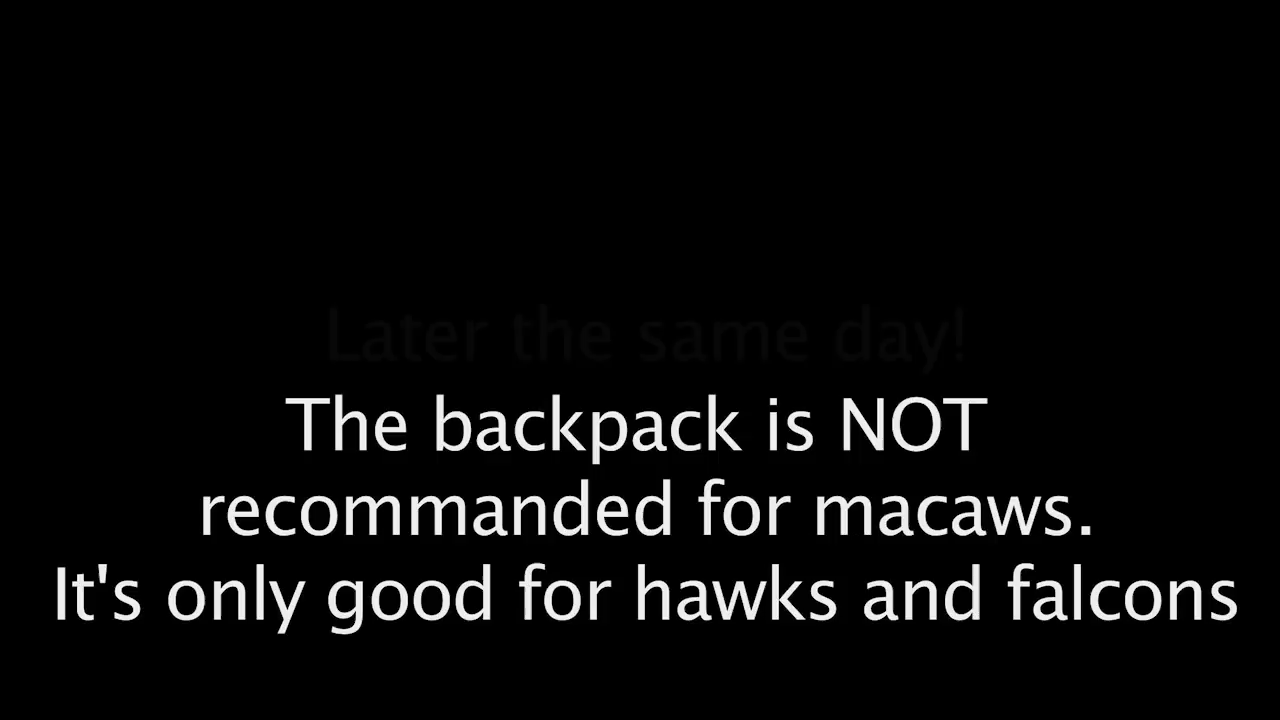 Later the same day!
The backpack is NOT
recommanded for macaws.
It's only good for hawks and falcons